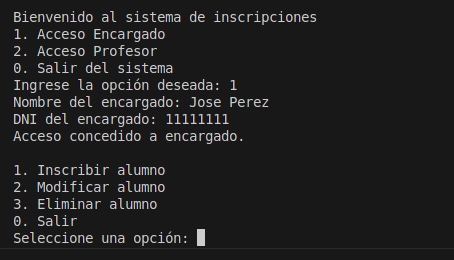 Bienvenido al sistema de inscripciones
1. Acceso Encargado
2. Acceso Profesor
0. Salir del sistema
Ingrese la opción deseada: 1
Nombre del encargado: Jose Perez
DNI del encargado: 11111111
Acceso concedido a encargado.
1. Inscribir alumno
2. Modificar alumno
3. Eliminar alumno
0. Salir
Seleccione una opción: